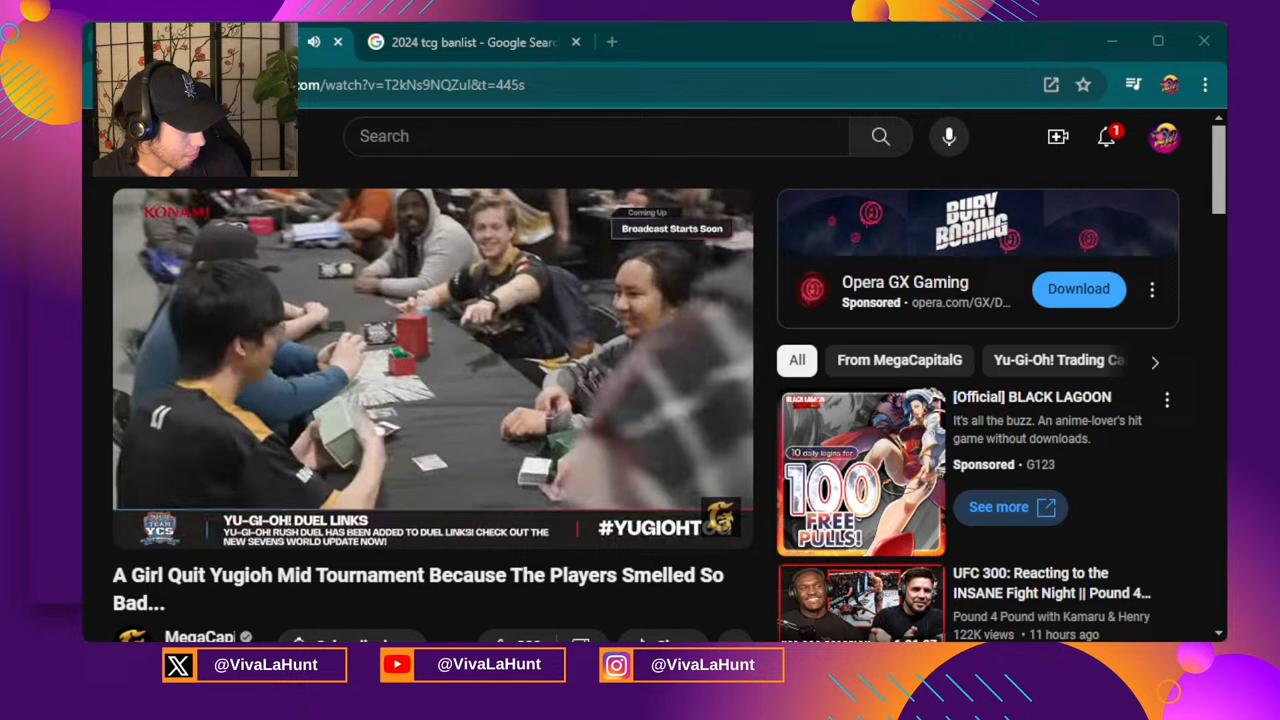 2024 tcg banlist - Google Searc
com/watch?v=T2kNs9NQZuI&t=445s
Search
1
KONAMI
Coming Up
Broadcast Starts Soon
YU-GI-OH! DUEL LINKS
YU-GI-OH RUSH DUEL HAS BEEN ADDED TO DUEL LINKS! CHECK OUT THE
NEW SEVENS WORLD UPDATE NOW!
#YUGIOHT
TEAM
YCS
A Girl Quit Yugioh Mid Tournament Because The Players Smelled So
Bad...
MegaCapi
BURY
BORING
Opera GX Gaming
Sponsored • opera.com/GX/D...
Download
All
From MegaCapitalG
Yu-Gi-Oh! Trading Ca
BLACK LAGOON
10 daily logins for
100
FREE
PULLS!
[Official] BLACK LAGOON
It's all the buzz. An anime-lover's hit
game without downloads.
Sponsored • G123
See more
UFC 300: Reacting to the
INSANE Fight Night || Pound 4...
Pound 4 Pound with Kamaru & Henry
122K views • 11 hours ago
@VivaLaHunt
@VivaLaHunt
@VivaLaHunt